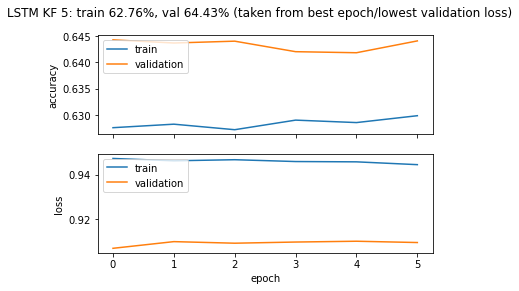 LSTM KF 5: train 62.76%, val 64.43% (taken from best epoch/lowest validation loss)
0.645
0.640
0.635
0.630
accuracy
train
validation
0.94
0.92
loss
train
validation
0 1 2 3 4 5
epoch